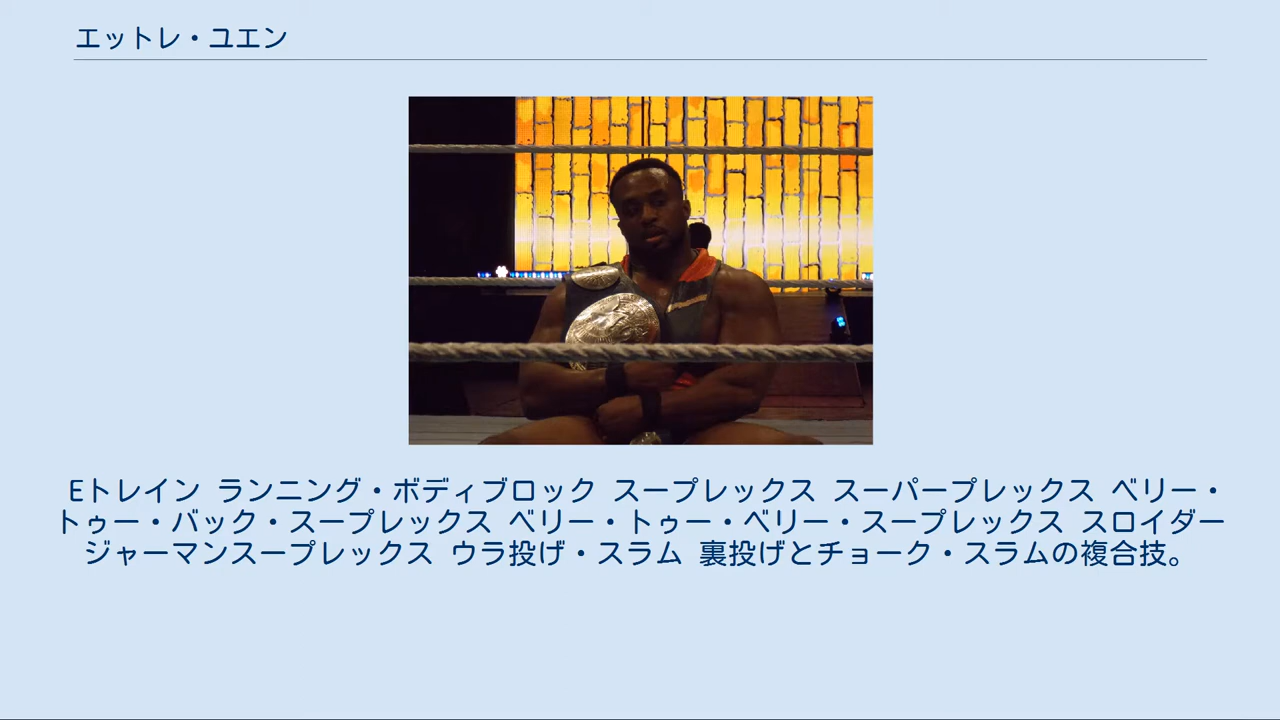 エットレ・ユエン
Eトレイン ランニング・ボディブロック スープレックス スーパープレックス ベリー・
トゥー・バック・スープレックス ベリー・トゥー・ベリー・スープレックス スロイダー
ジャーマンスープレックス ウラ投げ・スラム 裏投げとチョーク・スラムの複合技。